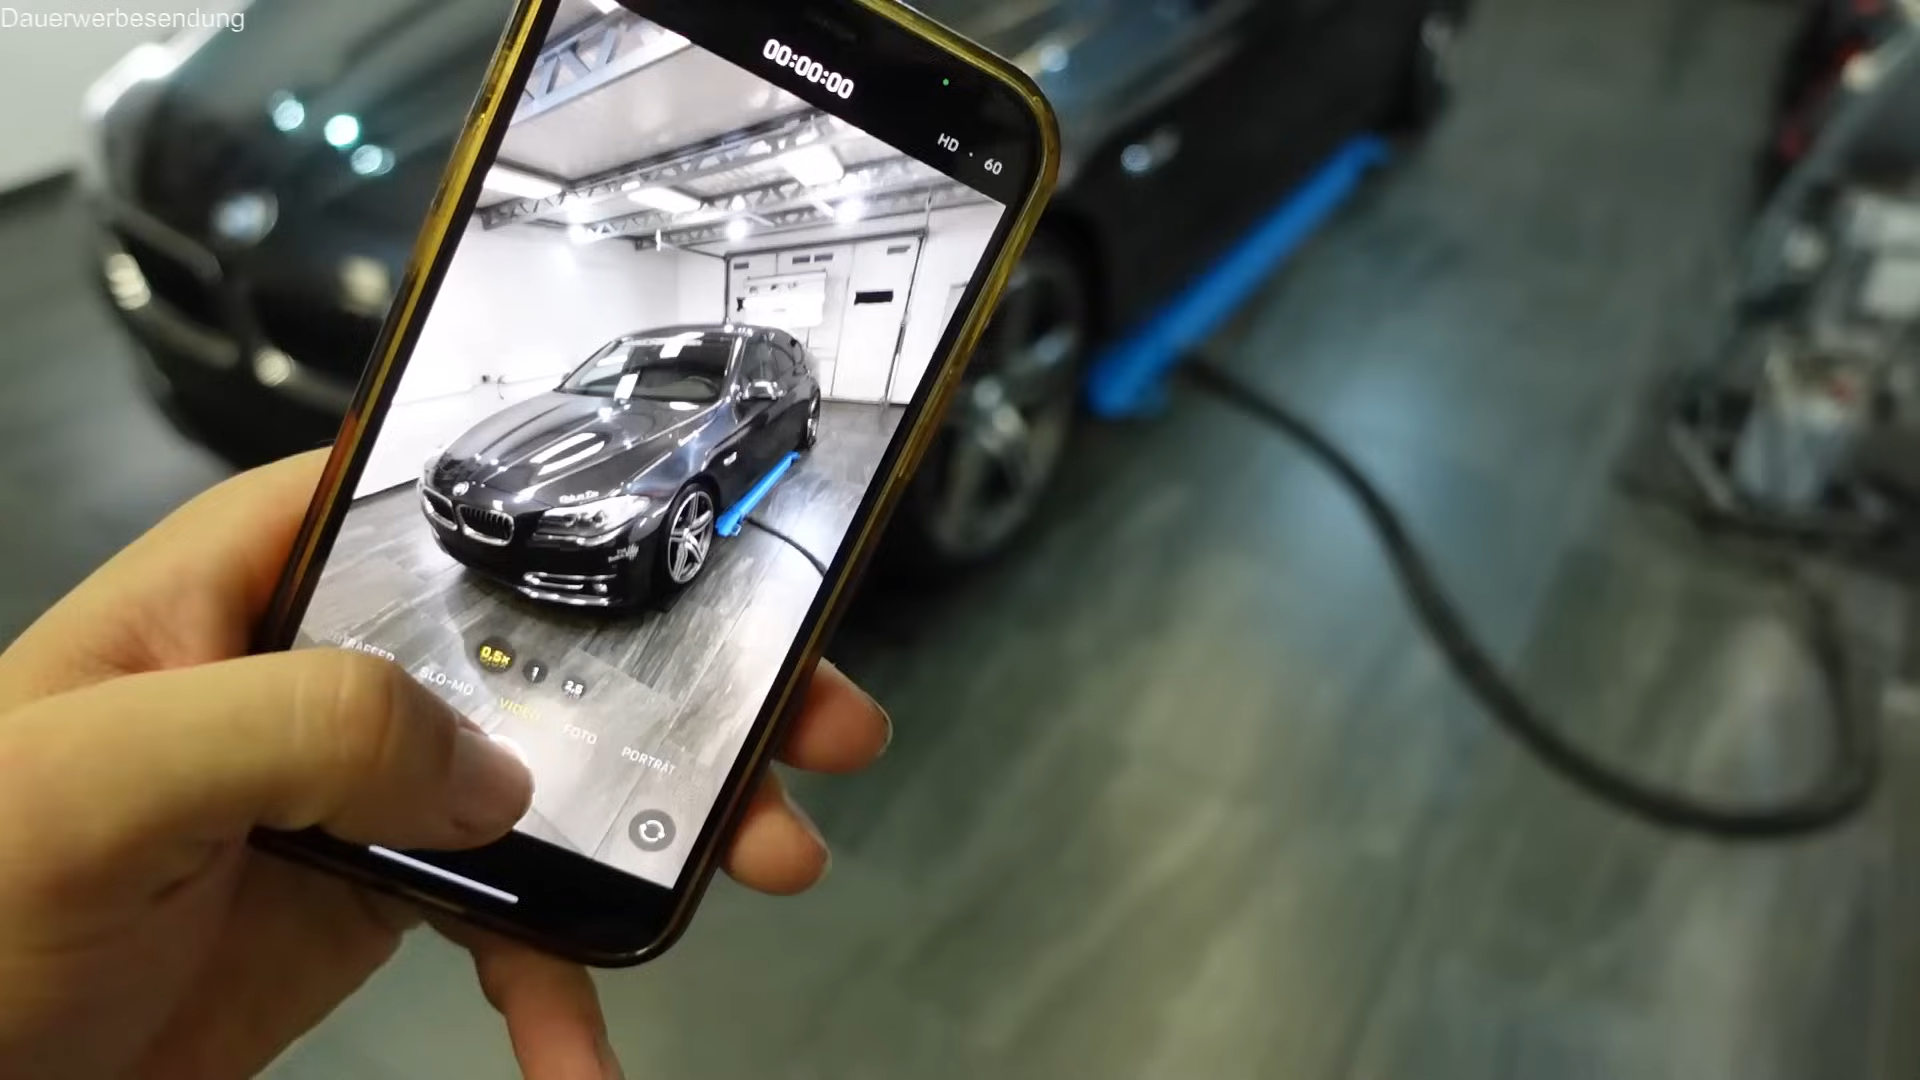 Dauerwerbesendung
00:00:00
HD · 60
0,5x 1 2,5
SLO-MO
VIDEO
FOTO
PORTRÄT